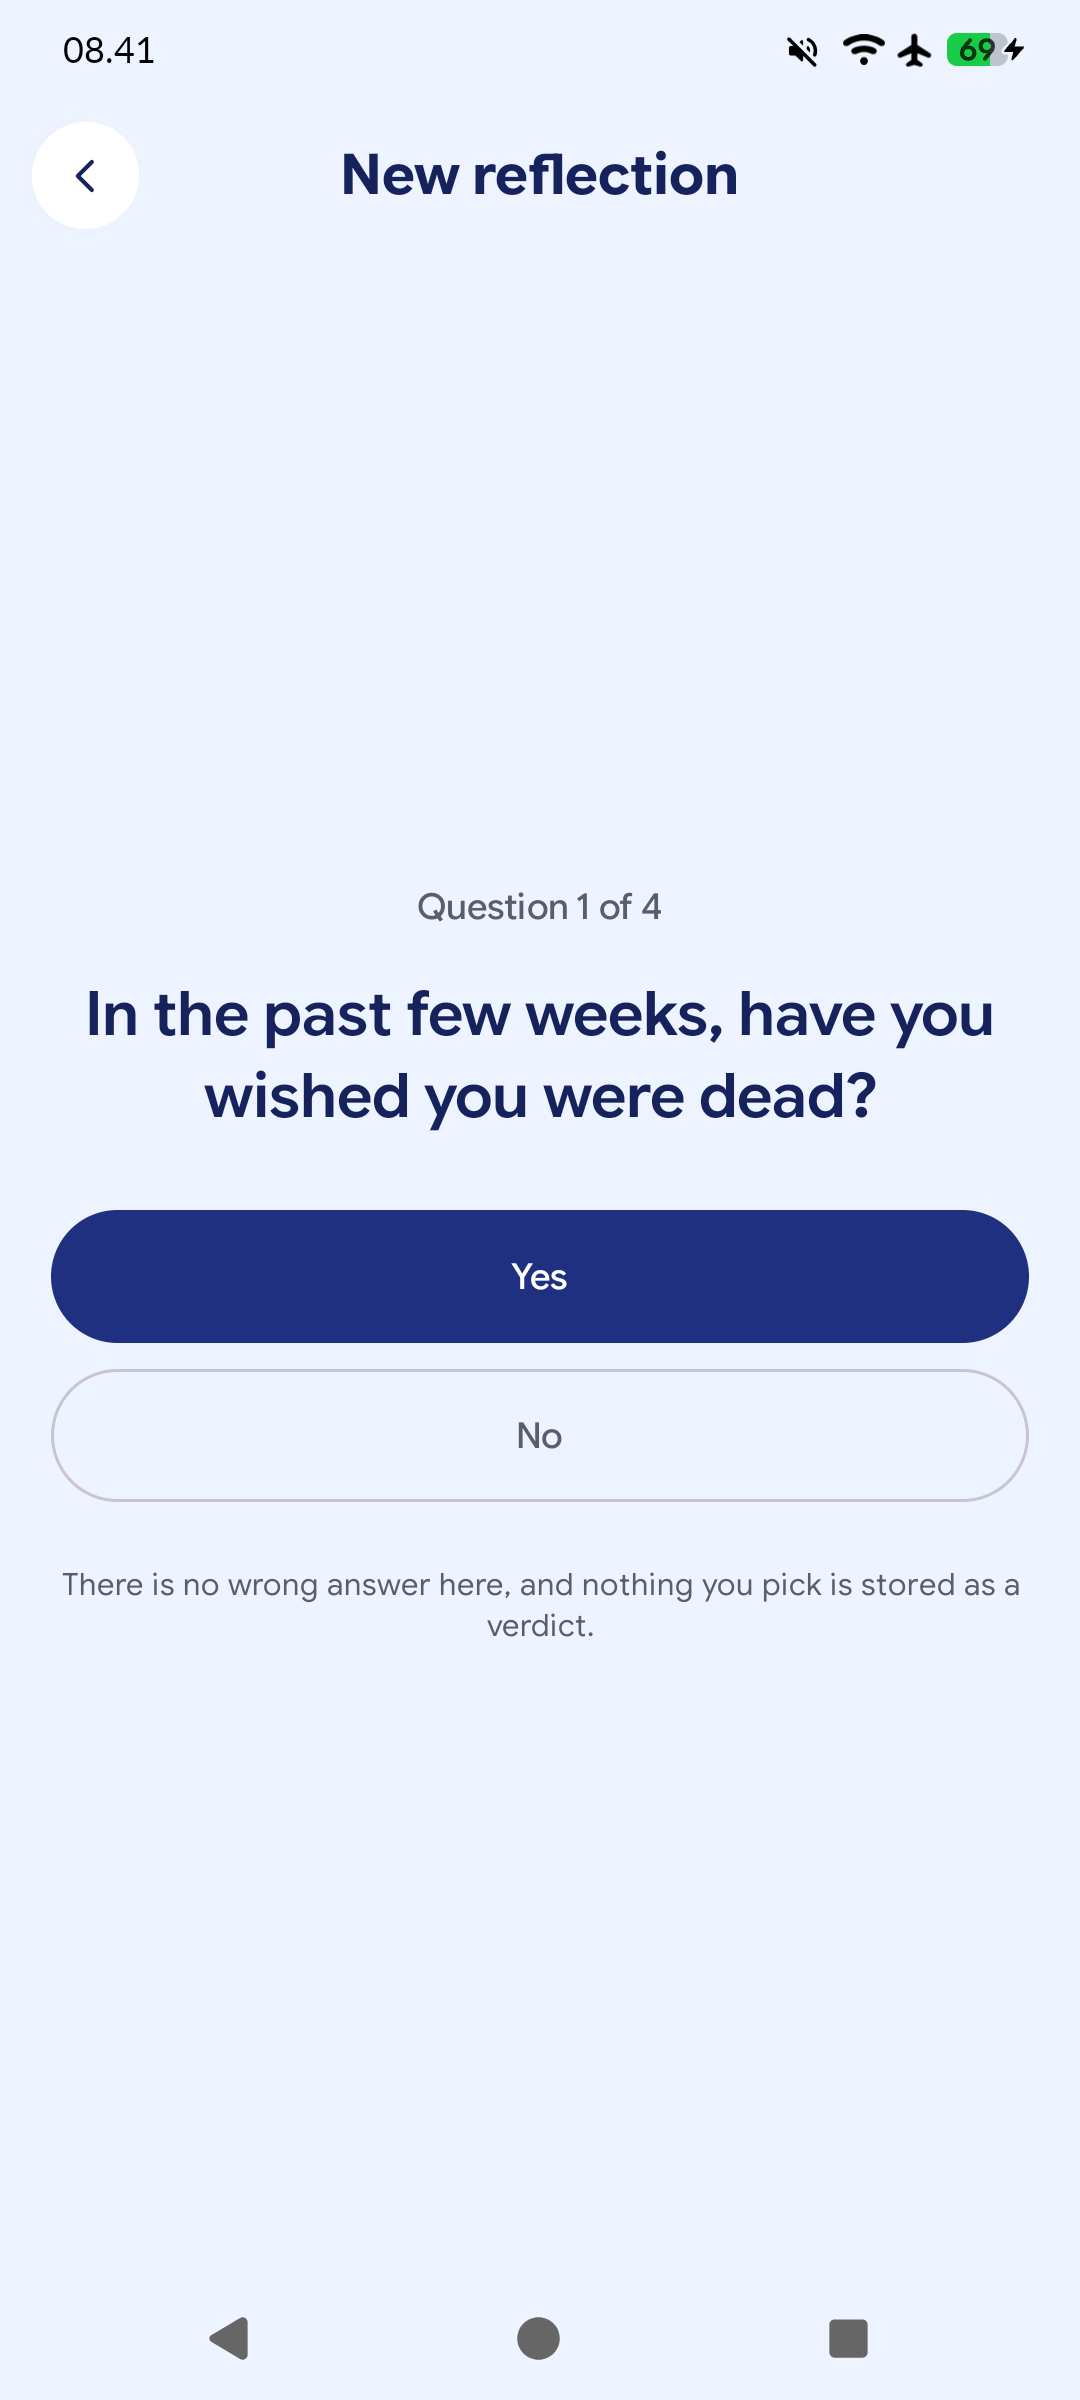 08.41
69
New reflection
Question 1 of 4
In the past few weeks, have you
wished you were dead?
Yes
No
There is no wrong answer here, and nothing you pick is stored as a
verdict.